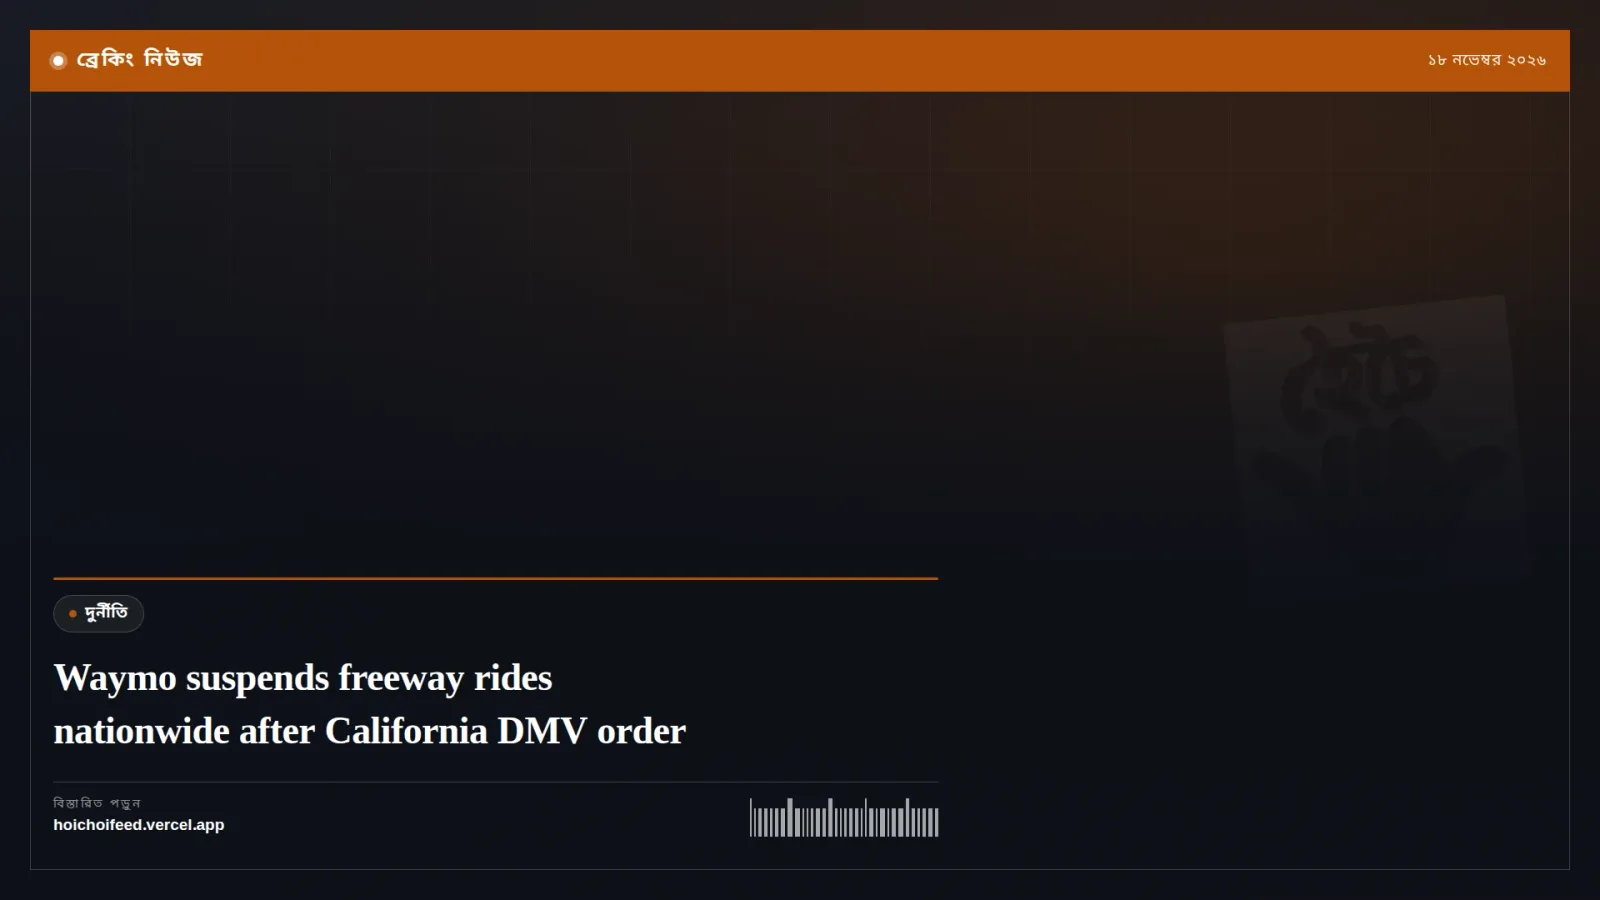 ব্রেকিং নিউজ
১৮ নভেম্বর ২০২৬
হৈচৈ
দুর্নীতি
Waymo suspends freeway rides
nationwide after California DMV order
বিস্তারিত পড়ুন
hoichoifeed.vercel.app